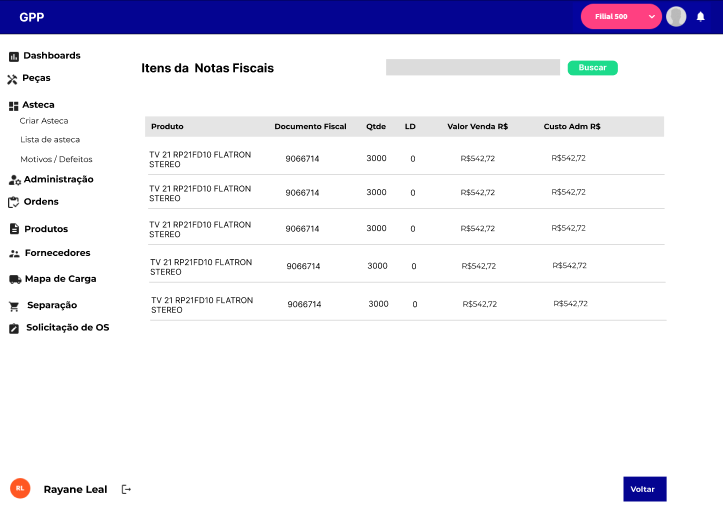 GPP
Filial 500
Dashboards
Peças
Asteca
Criar Asteca
Lista de asteca
Motivos / Defeitos
Administração
Ordens
Produtos
Fornecedores
Mapa de Carga
Separação
Solicitação de OS
RL Rayane Leal
Itens da Notas Fiscais
Buscar
Produto Documento Fiscal Qtde LD Valor Venda R$ Custo Adm R$
TV 21 RP21FD10 FLATRON
STEREO
9066714 3000 0 R$542,72 R$542,72
TV 21 RP21FD10 FLATRON
STEREO
9066714 3000 0 R$542,72 R$542,72
TV 21 RP21FD10 FLATRON
STEREO
9066714 3000 0 R$542,72 R$542,72
TV 21 RP21FD10 FLATRON
STEREO
9066714 3000 0 R$542,72 R$542,72
TV 21 RP21FD10 FLATRON
STEREO
9066714 3000 0 R$542,72 R$542,72
Voltar